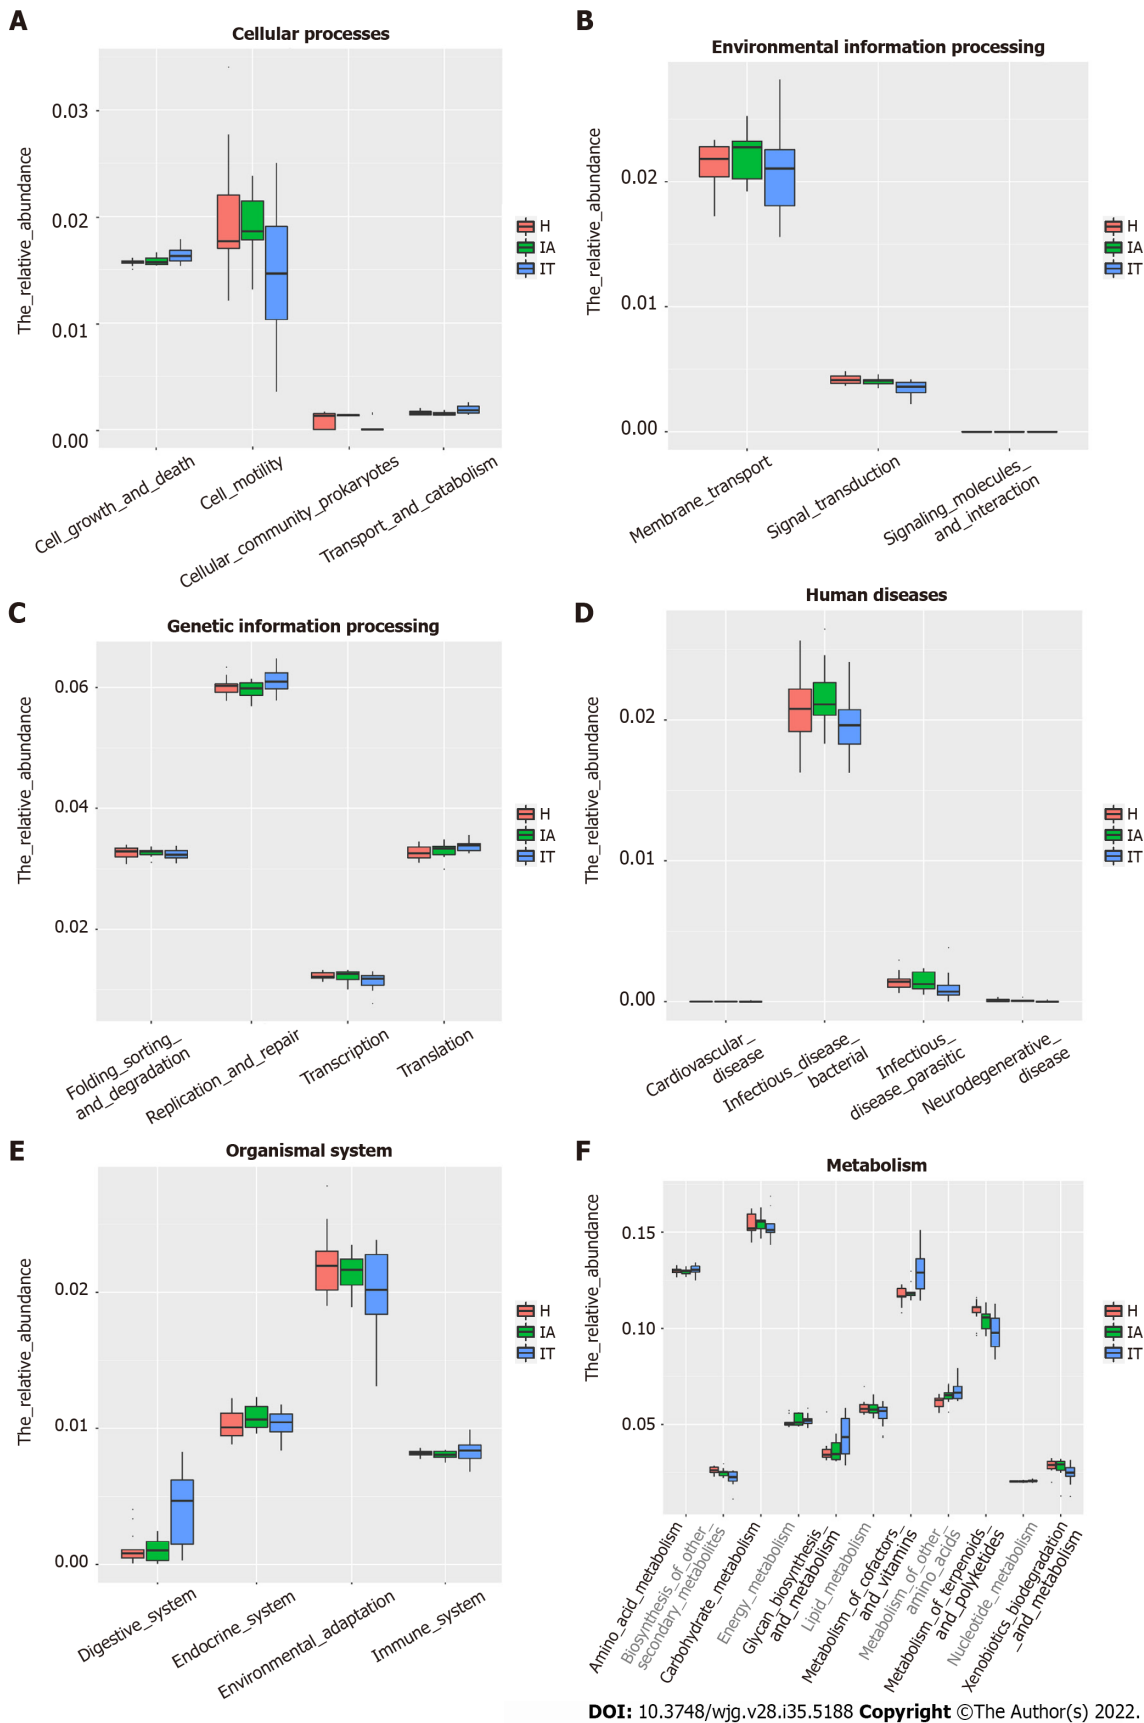 A
Cellular processes
The_relative_abundance
0.03
0.02
0.01
0.00
Cell_growth_and_death
Cell_motility
Cellular_community_prokaryotes
Transport_and_catabolism
H
IA
IT
B
Environmental information processing
The_relative_abundance
0.02
0.01
0.00
Membrane_transport
Signal_transduction
Signaling_molecules_
and_interaction
H
IA
IT
C
Genetic information processing
The_relative_abundance
0.06
0.04
0.02
Folding_sorting_
and_degradation
Replication_and_repair
Transcription
Translation
H
IA
IT
D
Human diseases
The_relative_abundance
0.02
0.01
0.00
Cardiovascular_
disease
Infectious_disease_
bacterial
Infectious_
disease_parasitic
Neurodegenerative_
disease
H
IA
IT
E
Organismal system
The_relative_abundance
0.02
0.01
0.00
Digestive_system
Endocrine_system
Environmental_adaptation
Immune_system
H
IA
IT
F
Metabolism
The_relative_abundance
0.15
0.10
0.05
Amino_acid_metabolism
Biosynthesis_of_other_
secondary_metabolites
Carbohydrate_metabolism
Energy_metabolism
Glycan_biosynthesis_
and_metabolism
Lipid_metabolism
Metabolism_of_cofactors_
and_vitamins
Metabolism_of_other_
amino_acids
Metabolism_of_terpenoids_
and_polyketides
Nucleotide_metabolism
Xenobiotics_biodegradation
_and_metabolism
H
IA
IT
DOI: 10.3748/wjg.v28.i35.5188 Copyright ©The Author(s) 2022.